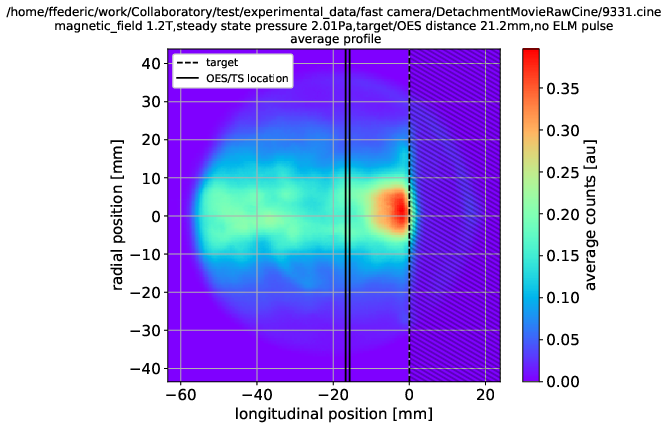 /home/ffederic/work/Collaboratory/test/experimental_data/fast camera/DetachmentMovieRawCine/9331.cine
magnetic_field 1.2T,steady state pressure 2.01Pa,target/OES distance 21.2mm,no ELM pulse
average profile
target
OES/TS location
40
30
20
10
0
−10
−20
−30
−40
radial position [mm]
−60
−40
−20
0
20
longitudinal position [mm]
0.35
0.30
0.25
0.20
0.15
0.10
0.05
0.00
average counts [au]